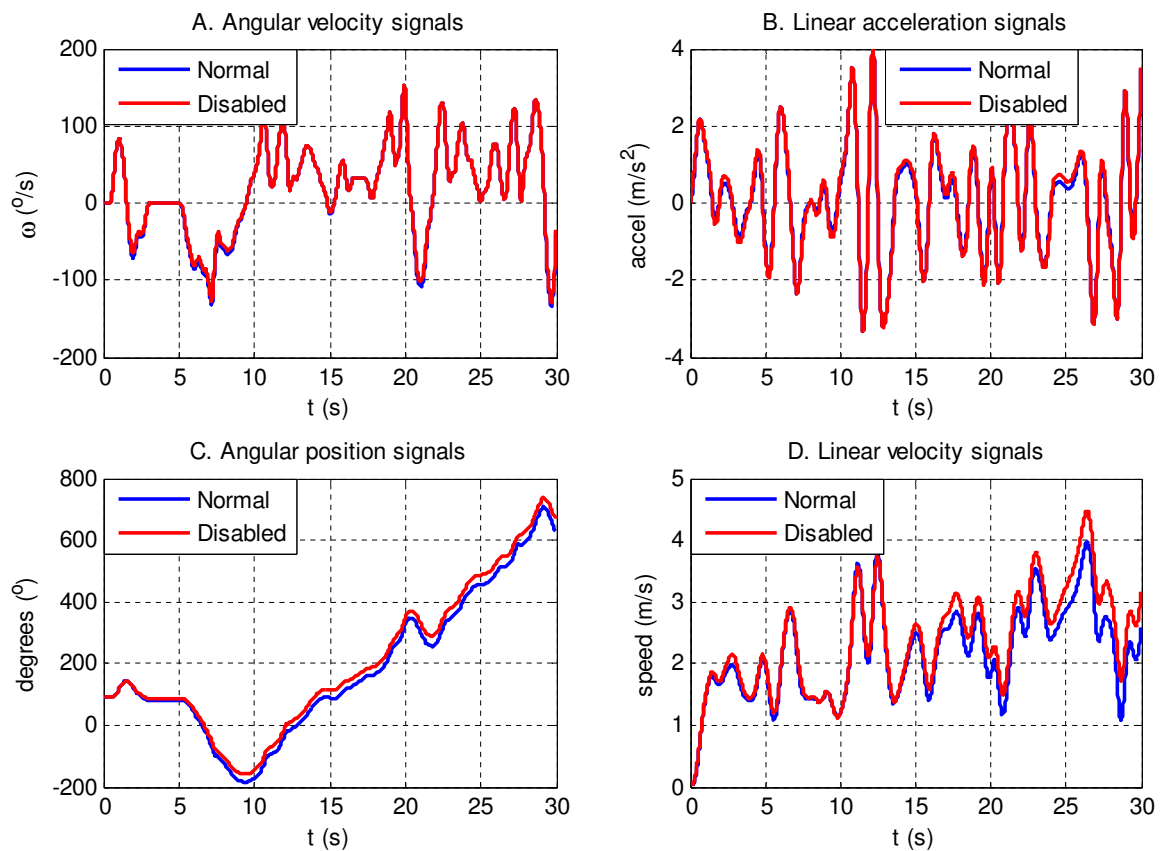 A. Angular velocity signals
200
100
0
-100
-200
ω (⁰/s)
Normal
Disabled
0 5 10 15 20 25 30
t (s)
B. Linear acceleration signals
4
2
0
-2
-4
accel (m/s²)
Normal
Disabled
0 5 10 15 20 25 30
t (s)
C. Angular position signals
800
600
400
200
0
-200
degrees (⁰)
Normal
Disabled
0 5 10 15 20 25 30
t (s)
D. Linear velocity signals
5
4
3
2
1
0
speed (m/s)
Normal
Disabled
0 5 10 15 20 25 30
t (s)